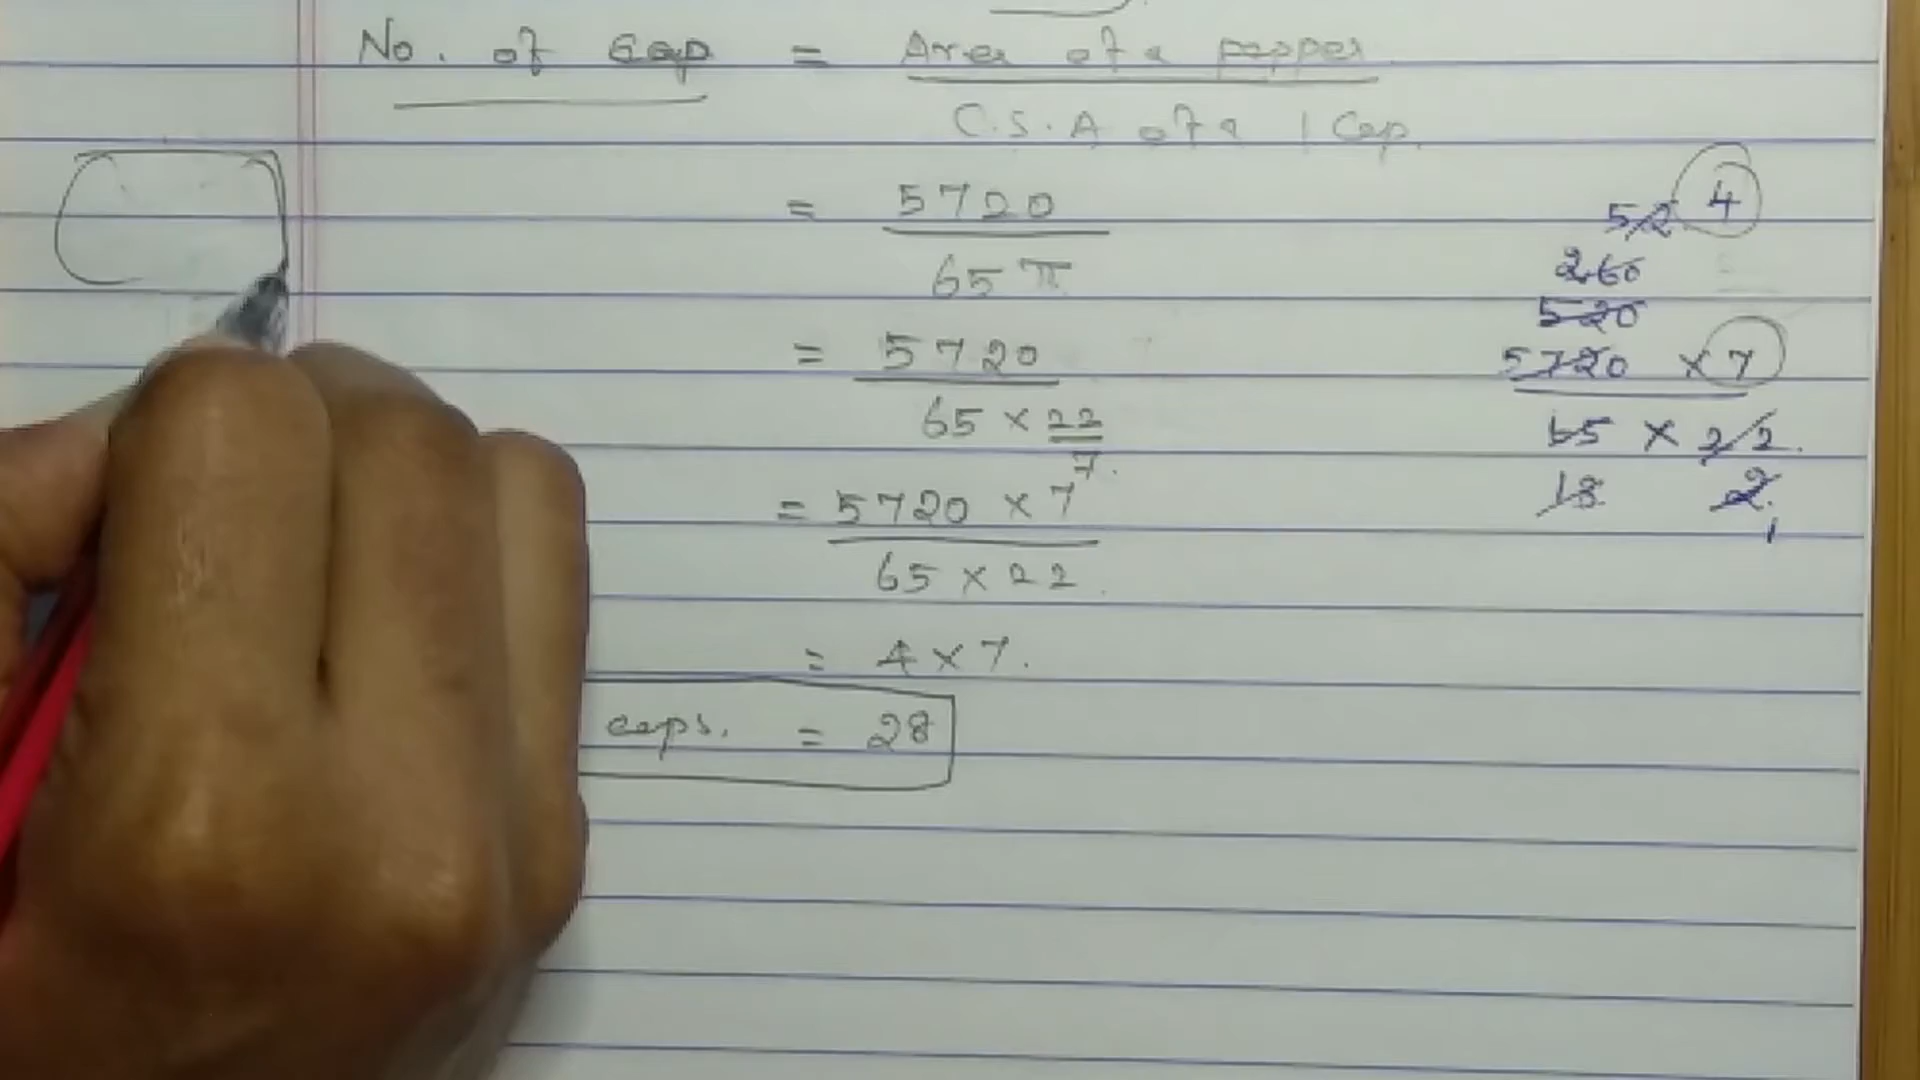 No. of Cap = Area of a pepper
C.S.A of a 1 Cap.
= 5720
65 π
= 5720
65 × 22
7.
= 5720 × 7
65 × 22.
= 4 × 7.
caps. = 28
52 4
260
520
5720 × 7
65 × 22.
13 2.
1